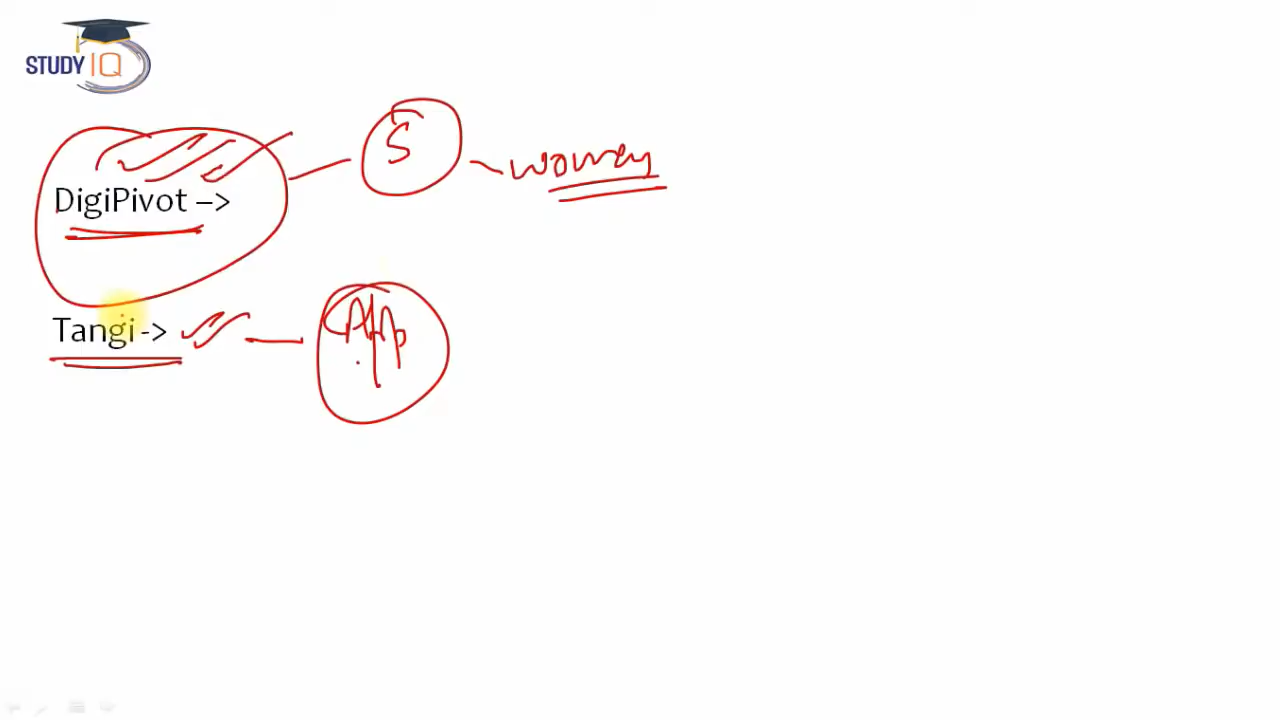 STUDY IQ
S
women
DigiPivot –>
Tangi->
App